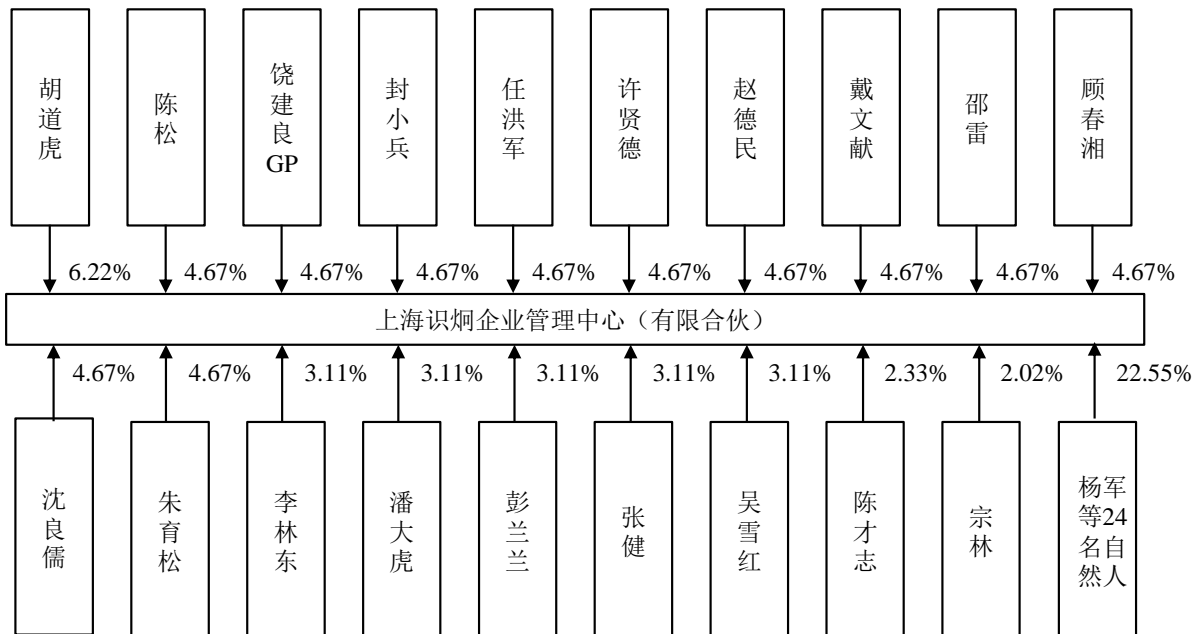 胡道虎
陈松
饶建良GP
封小兵
任洪军
许贤德
赵德民
戴文献
邵雷
顾春湘
6.22% 4.67% 4.67% 4.67% 4.67% 4.67% 4.67% 4.67% 4.67% 4.67%
上海识炯企业管理中心（有限合伙）
4.67% 4.67% 3.11% 3.11% 3.11% 3.11% 3.11% 2.33% 2.02% 22.55%
沈良儒
朱育松
李林东
潘大虎
彭兰兰
张健
吴雪红
陈才志
宗林
杨军
等24
名自
然人